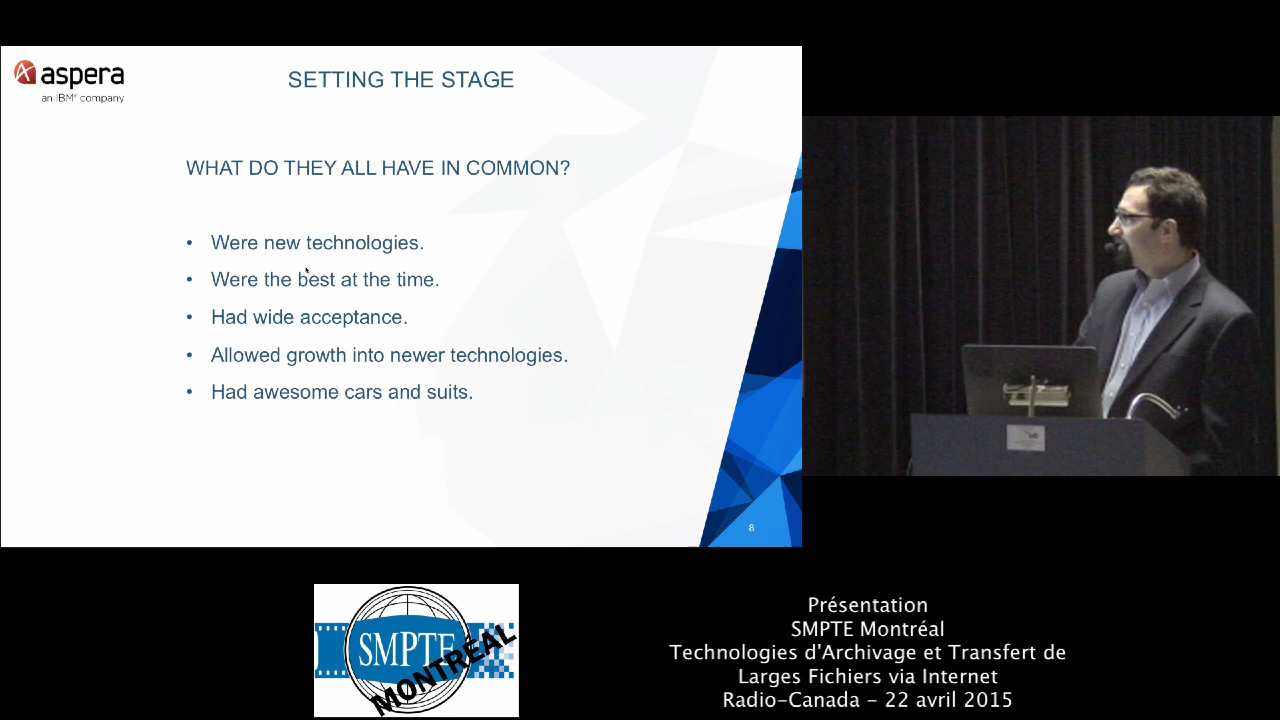 aspera
an IBM® company
SETTING THE STAGE
WHAT DO THEY ALL HAVE IN COMMON?
• Were new technologies.
• Were the best at the time.
• Had wide acceptance.
• Allowed growth into newer technologies.
• Had awesome cars and suits.
8
SMPTE
MONTRÉAL
Présentation
SMPTE Montréal
Technologies d'Archivage et Transfert de
Larges Fichiers via Internet
Radio-Canada – 22 avril 2015